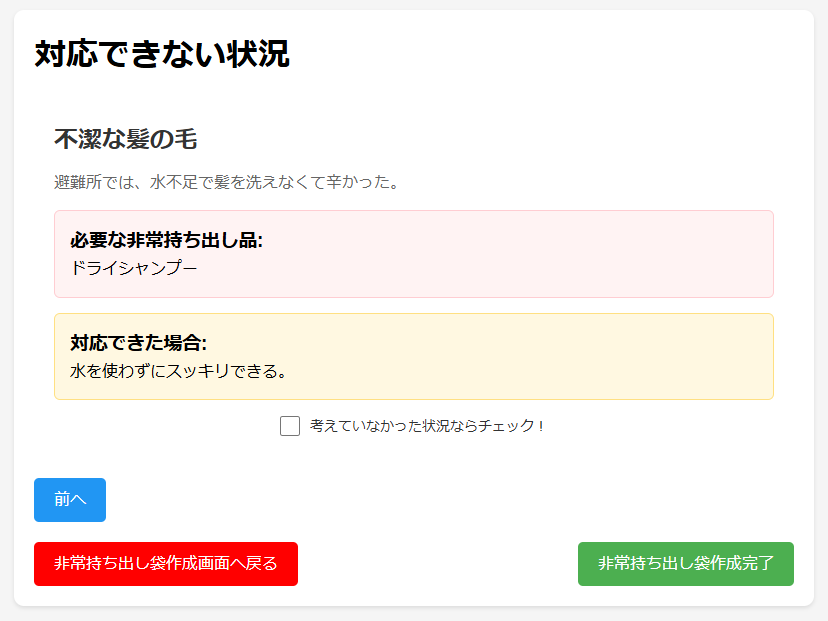 対応できない状況
不潔な髪の毛
避難所では、水不足で髪を洗えなくて辛かった。
必要な非常持ち出し品:
ドライシャンプー
対応できた場合:
水を使わずにスッキリできる。
考えていなかった状況ならチェック！
前へ
非常持ち出し袋作成画面へ戻る
非常持ち出し袋作成完了